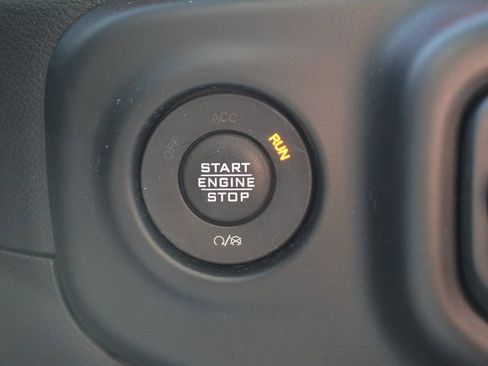 OFF
ACC
RUN
START
ENGINE
STOP